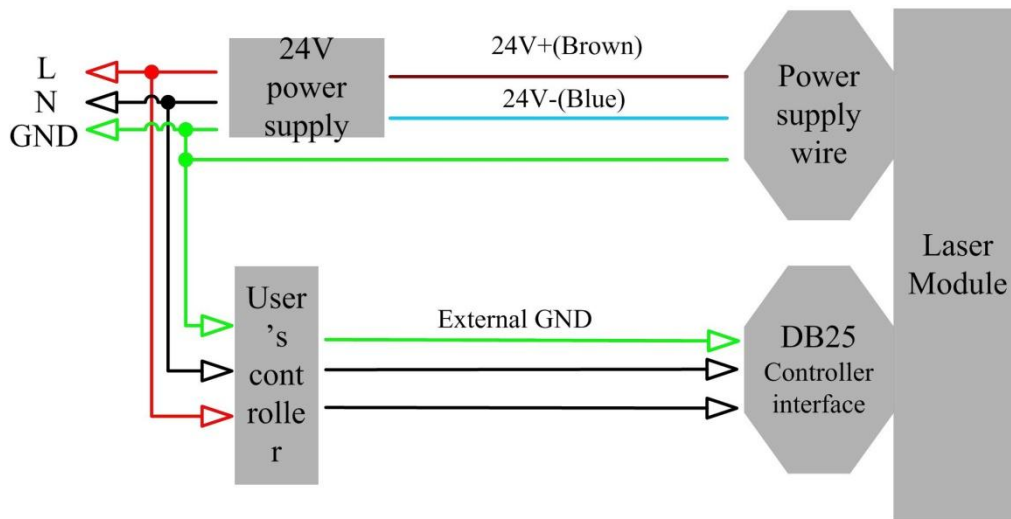 L
N
GND
24V
power
supply
24V+(Brown)
24V-(Blue)
Power
supply
wire
Laser
Module
User
’s
cont
rolle
r
External GND
DB25
Controller
interface